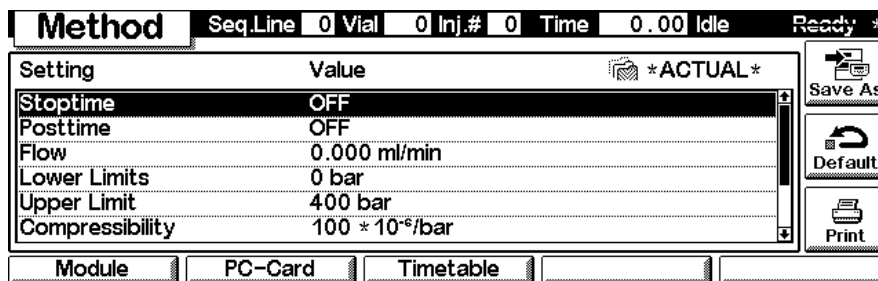 Method Seq.Line 0 Vial 0 Inj.# 0 Time 0.00 Idle Ready *
Setting Value *ACTUAL*
Stoptime OFF
Posttime OFF
Flow 0.000 ml/min
Lower Limits 0 bar
Upper Limit 400 bar
Compressibility 100 *10⁻⁶/bar
Save As
Default
Print
Module PC-Card Timetable